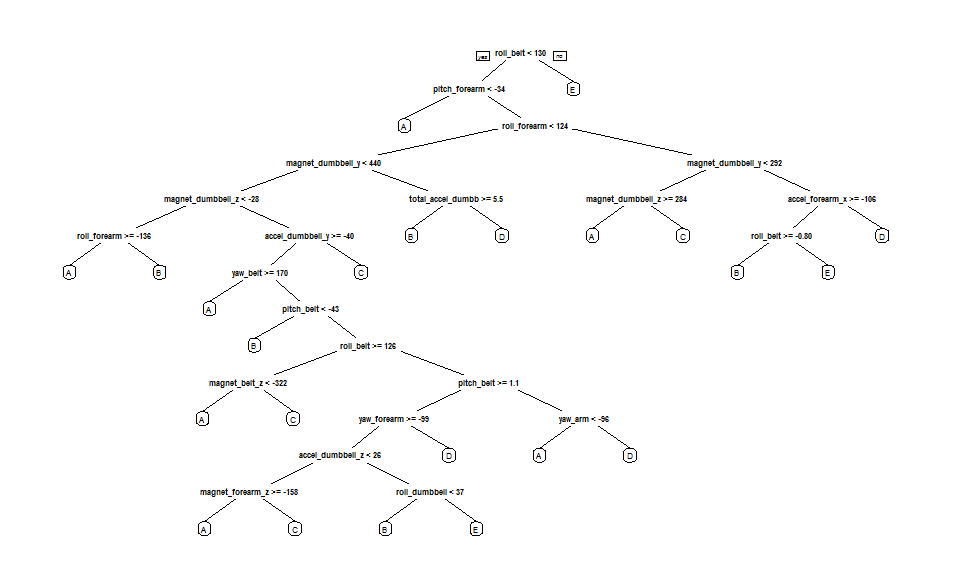 yes roll_belt < 130 no
pitch_forearm < -34 E
A roll_forearm < 124
magnet_dumbbell_y < 440 magnet_dumbbell_y < 292
magnet_dumbbell_z < -28 total_accel_dumbb >= 5.5 magnet_dumbbell_z >= 284 accel_forearm_x >= -106
roll_forearm >= -136 accel_dumbbell_y >= -40 B D A C roll_belt >= -0.80 D
A B yaw_belt >= 170 C B E
A pitch_belt < -43
B roll_belt >= 126
magnet_belt_z < -322 pitch_belt >= 1.1
A C yaw_forearm >= -99 yaw_arm < -96
accel_dumbbell_z < 26 D A D
magnet_forearm_z >= -158 roll_dumbbell < 37
A C B E